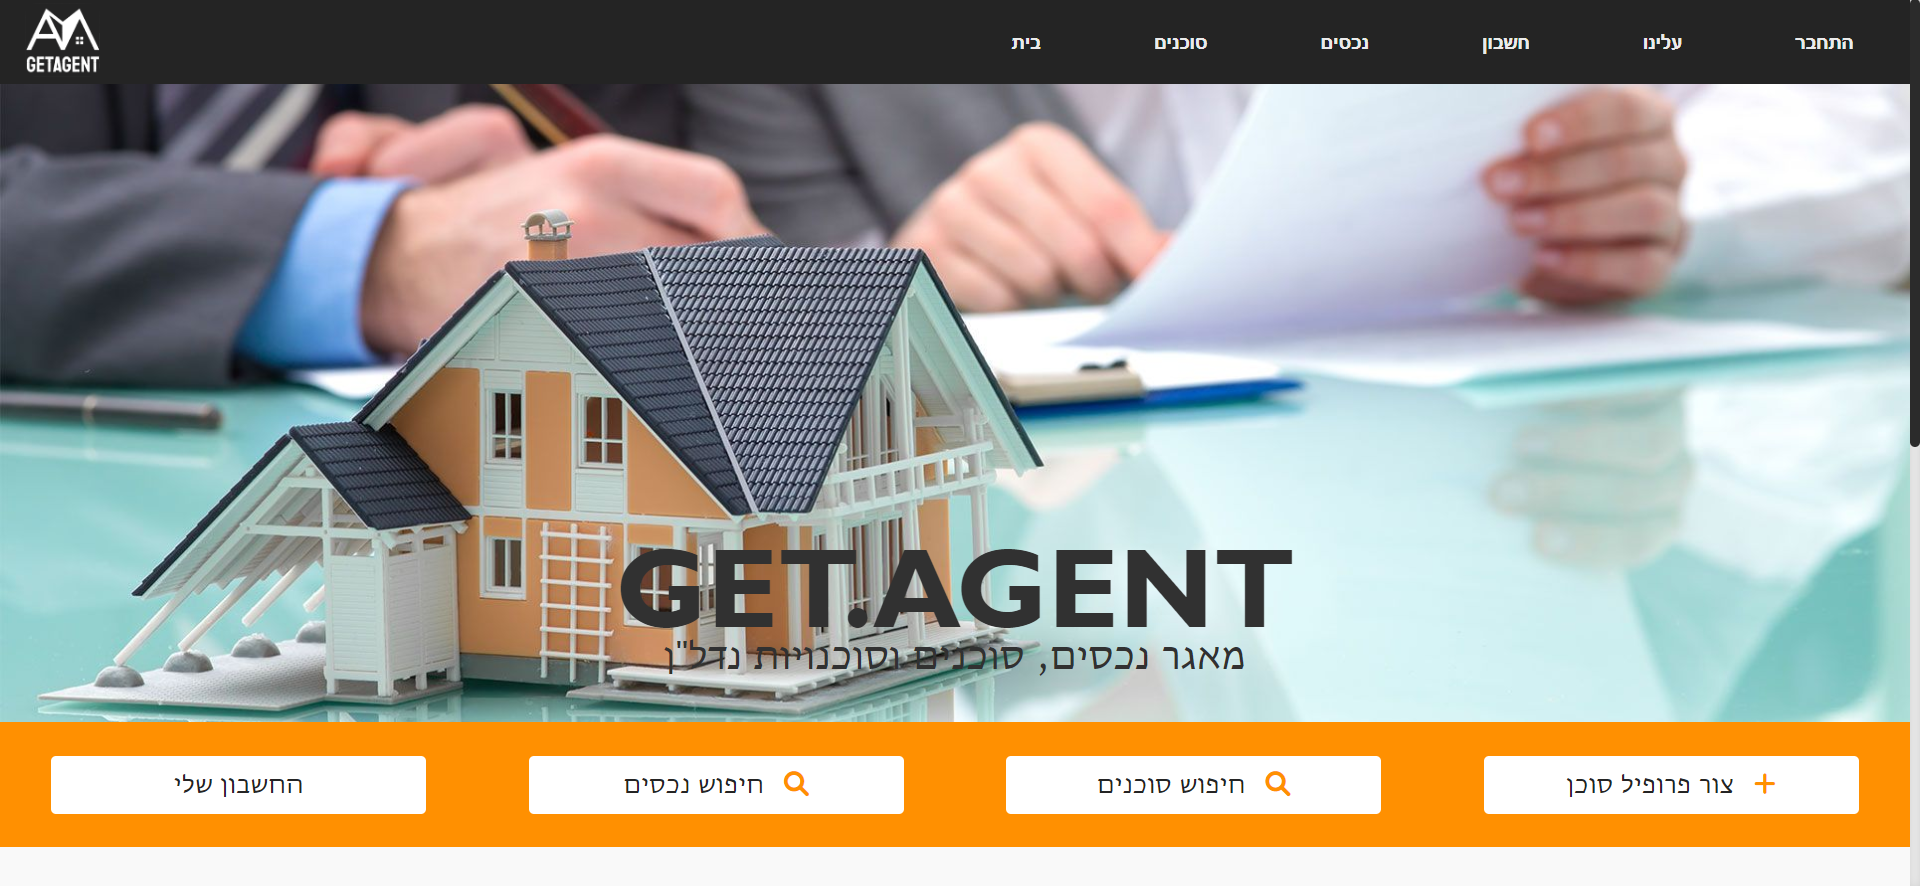 GETAGENT
התחבר
עלינו
חשבון
נכסים
סוכנים
בית
GET.AGENT
מאגר נכסים, סוכנים וסוכנויות נדל"ן
צור פרופיל סוכן
חיפוש סוכנים
חיפוש נכסים
החשבון שלי